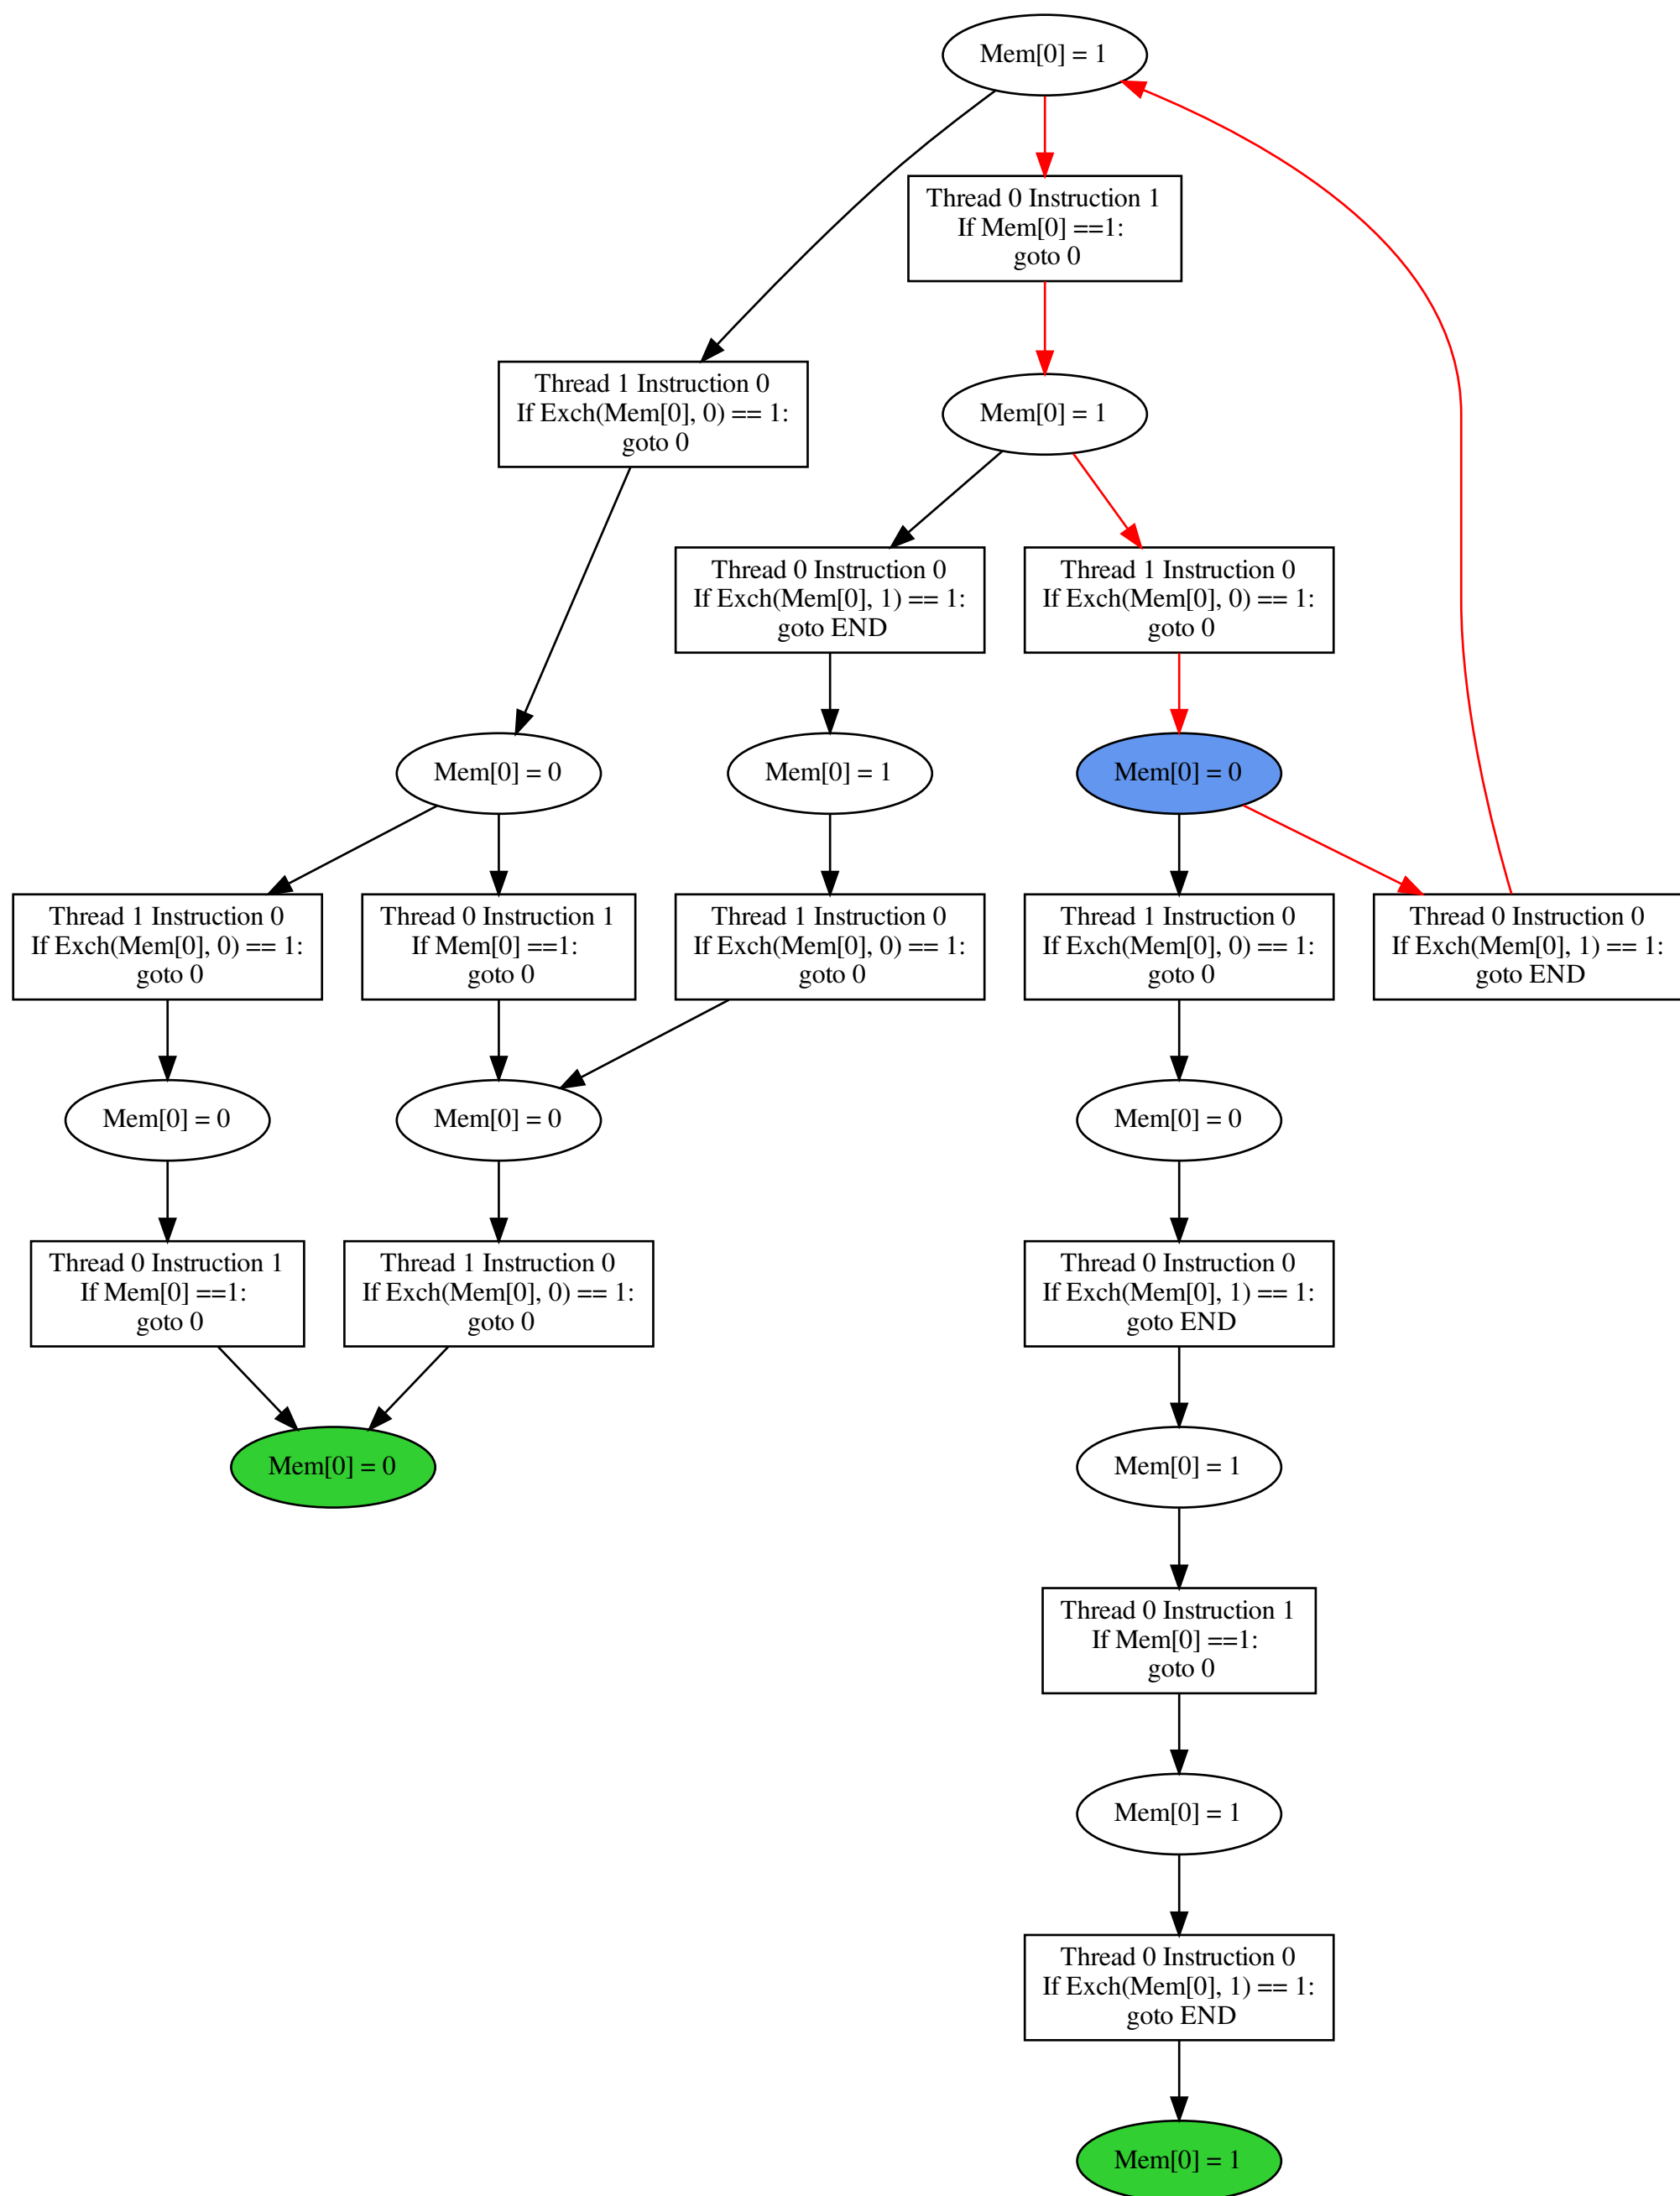 Mem[0] = 1
Thread 0 Instruction 1
If Mem[0] ==1:
goto 0
Thread 1 Instruction 0
If Exch(Mem[0], 0) == 1:
goto 0
Mem[0] = 1
Thread 0 Instruction 0
If Exch(Mem[0], 1) == 1:
goto END
Thread 1 Instruction 0
If Exch(Mem[0], 0) == 1:
goto 0
Mem[0] = 0
Mem[0] = 1
Mem[0] = 0
Thread 1 Instruction 0
If Exch(Mem[0], 0) == 1:
goto 0
Thread 0 Instruction 1
If Mem[0] ==1:
goto 0
Thread 1 Instruction 0
If Exch(Mem[0], 0) == 1:
goto 0
Thread 1 Instruction 0
If Exch(Mem[0], 0) == 1:
goto 0
Thread 0 Instruction 0
If Exch(Mem[0], 1) == 1:
goto END
Mem[0] = 0
Mem[0] = 0
Mem[0] = 0
Thread 0 Instruction 1
If Mem[0] ==1:
goto 0
Thread 1 Instruction 0
If Exch(Mem[0], 0) == 1:
goto 0
Thread 0 Instruction 0
If Exch(Mem[0], 1) == 1:
goto END
Mem[0] = 0
Mem[0] = 1
Thread 0 Instruction 1
If Mem[0] ==1:
goto 0
Mem[0] = 1
Thread 0 Instruction 0
If Exch(Mem[0], 1) == 1:
goto END
Mem[0] = 1